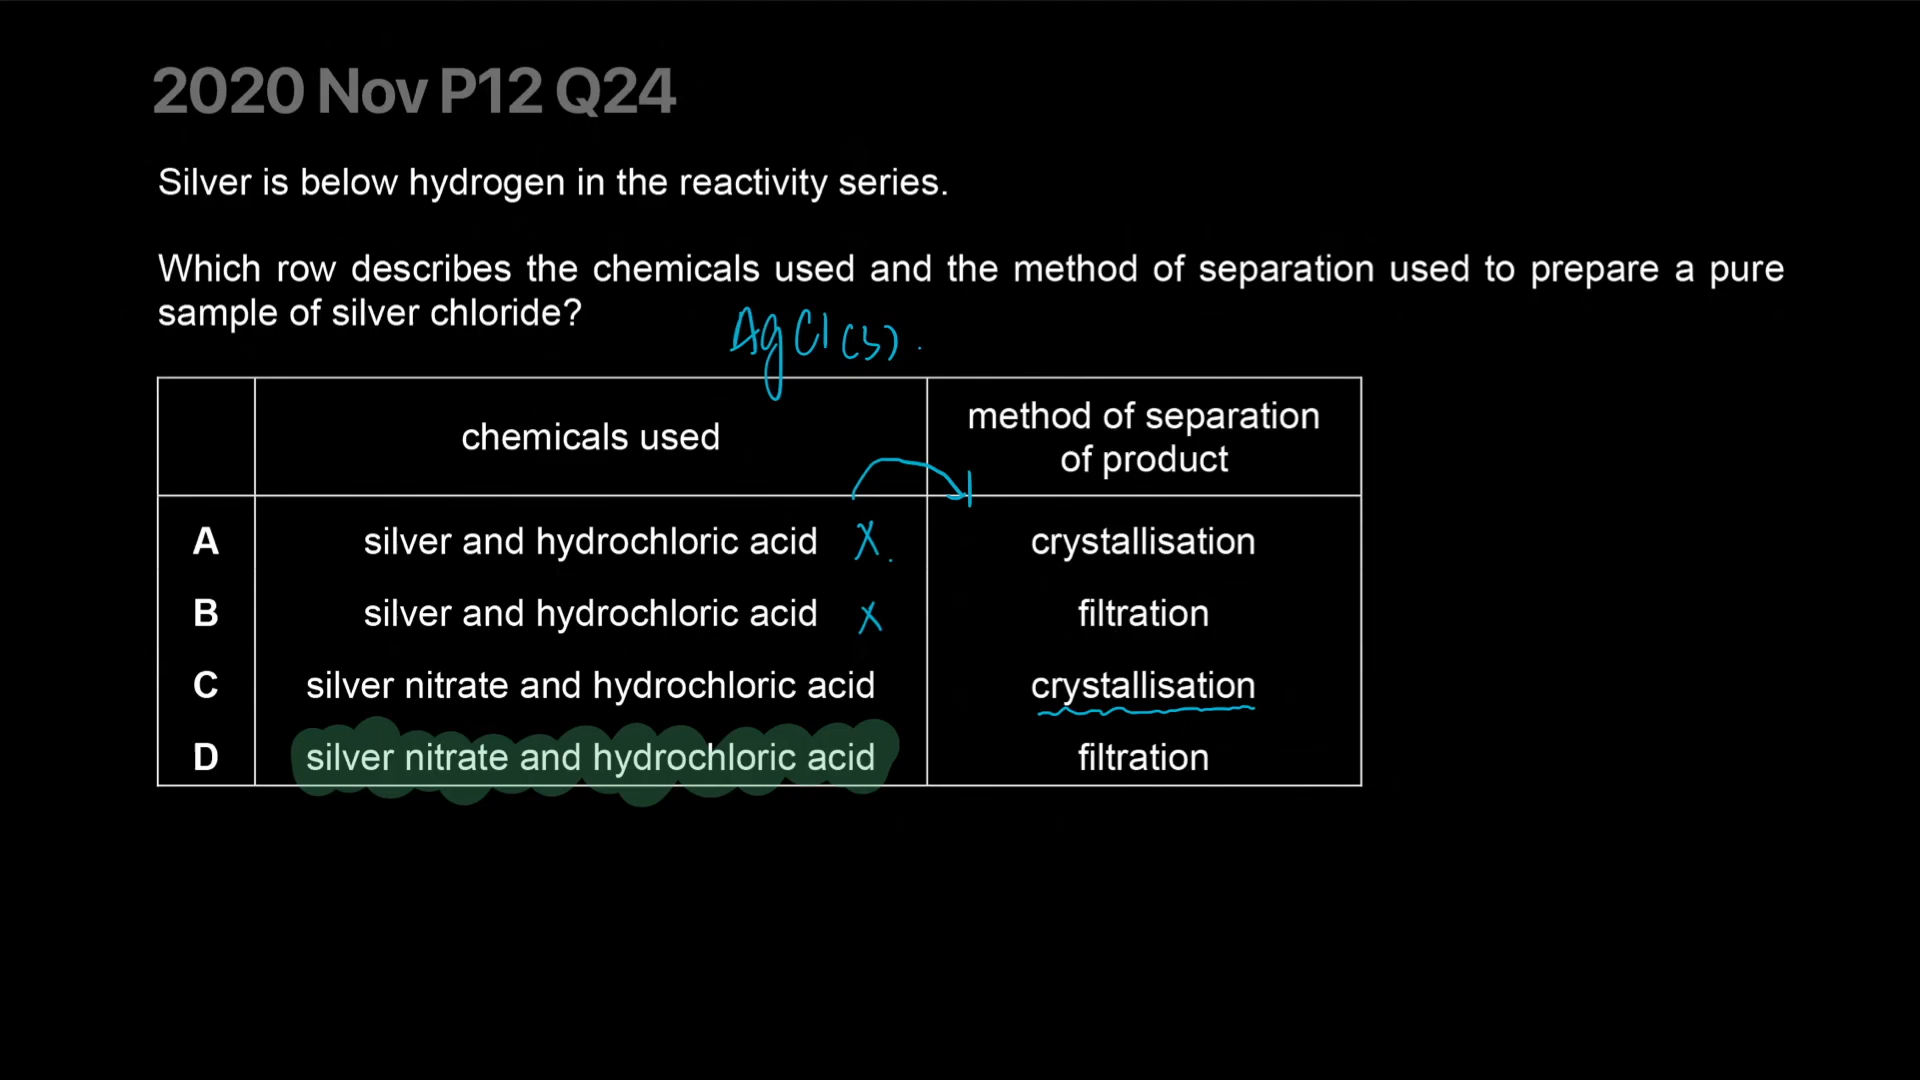 2020 Nov P12 Q24
Silver is below hydrogen in the reactivity series.
Which row describes the chemicals used and the method of separation used to prepare a pure
sample of silver chloride?
AgCl(s).
chemicals used
method of separation
of product
A silver and hydrochloric acid X. crystallisation
B silver and hydrochloric acid X filtration
C silver nitrate and hydrochloric acid crystallisation
D silver nitrate and hydrochloric acid filtration